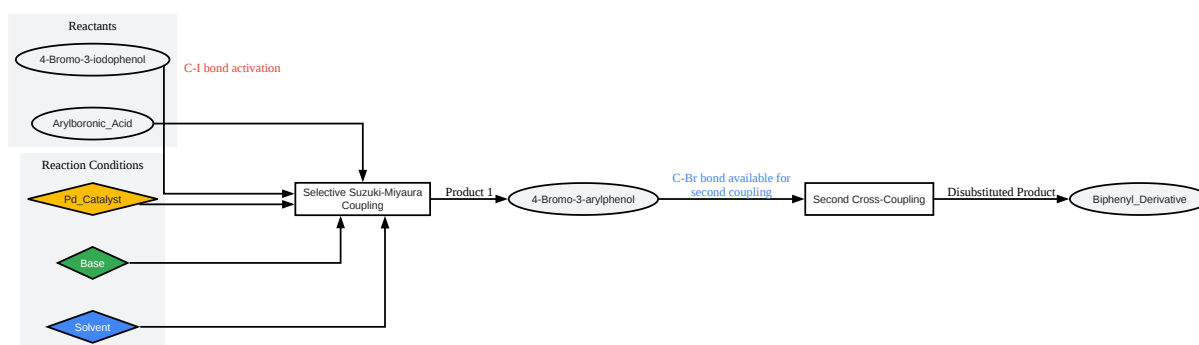 Reactants
4-Bromo-3-iodophenol
C-I bond activation
Arylboronic_Acid
Reaction Conditions
Pd_Catalyst
Base
Solvent
Selective Suzuki-Miyaura
Coupling
Product 1
4-Bromo-3-arylphenol
C-Br bond available for
second coupling
Second Cross-Coupling
Disubstituted Product
Biphenyl_Derivative